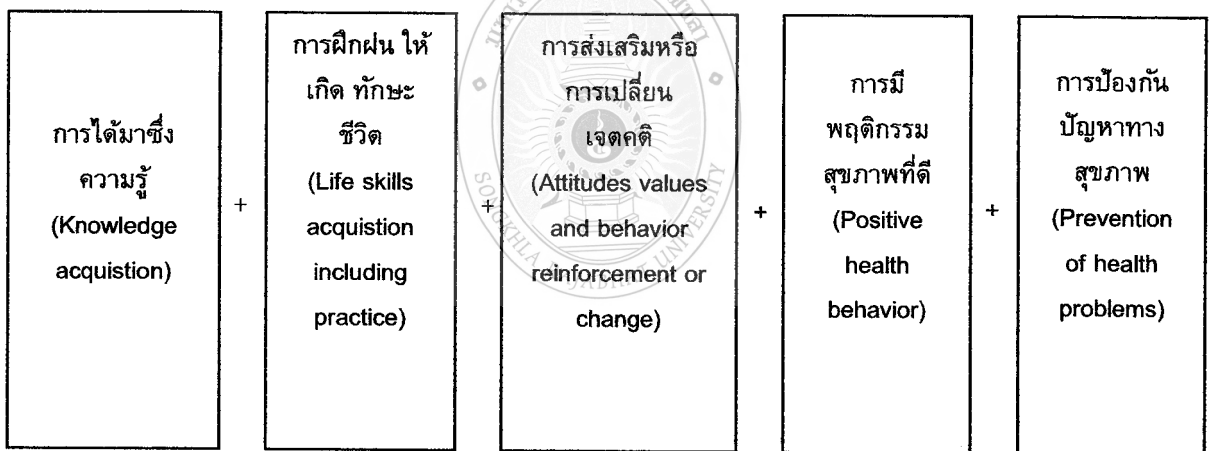 การได้มาซึ่ง
ความรู้
(Knowledge
acquistion)
+
การฝึกฝน ให้
เกิด ทักษะ
ชีวิต
(Life skills
acquistion
including
practice)
+
การส่งเสริมหรือ
การเปลี่ยน
เจตคติ
(Attitudes values
and behavior
reinforcement or
change)
+
การมี
พฤติกรรม
สุขภาพที่ดี
(Positive
health
behavior)
+
การป้องกัน
ปัญหาทาง
สุขภาพ
(Prevention
of health
problems)
SONGKHLA RAJABHAT UNIVERSITY